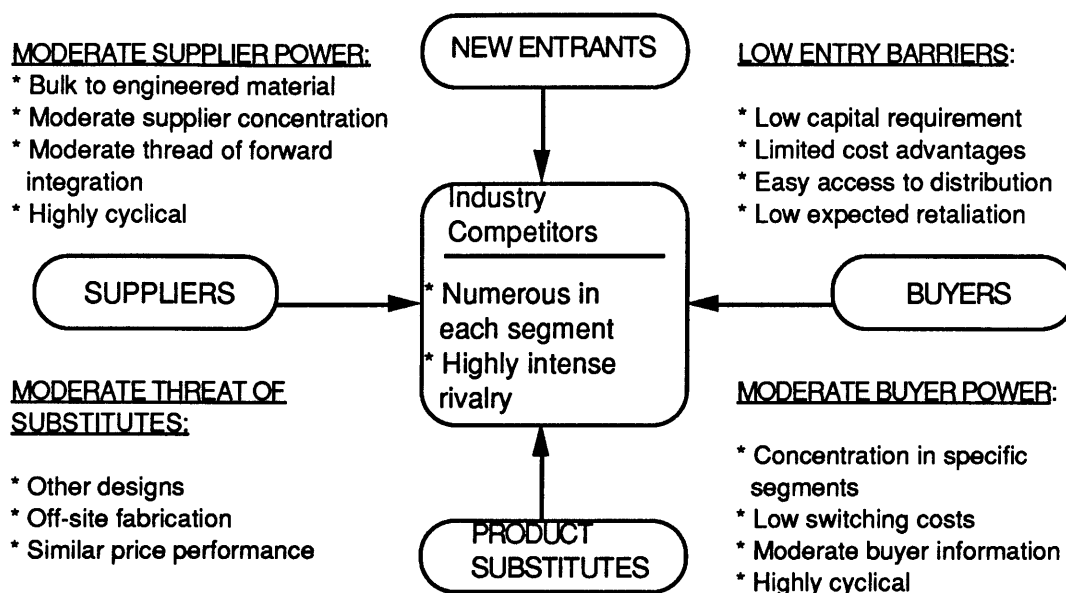 NEW ENTRANTS
MODERATE SUPPLIER POWER:
* Bulk to engineered material
* Moderate supplier concentration
* Moderate thread of forward
integration
* Highly cyclical
LOW ENTRY BARRIERS:
* Low capital requirement
* Limited cost advantages
* Easy access to distribution
* Low expected retaliation
SUPPLIERS
Industry
Competitors
* Numerous in
each segment
* Highly intense
rivalry
BUYERS
MODERATE THREAT OF
SUBSTITUTES:
* Other designs
* Off-site fabrication
* Similar price performance
PRODUCT
SUBSTITUTES
MODERATE BUYER POWER:
* Concentration in specific
segments
* Low switching costs
* Moderate buyer information
* Highly cyclical